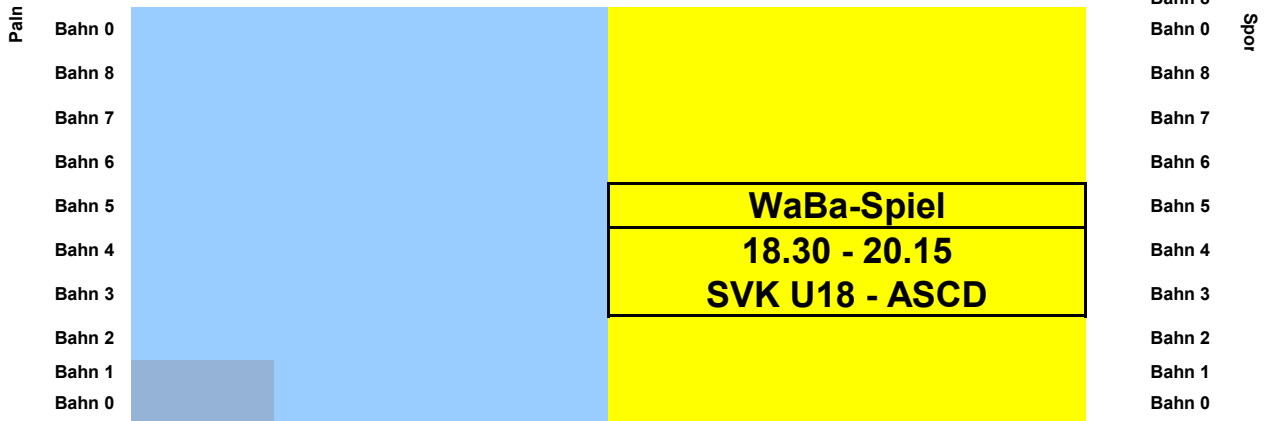 Bahn 0 Bahn 0
Bahn 8 Bahn 8
Bahn 7 Bahn 7
Bahn 6 Bahn 6
Bahn 5 WaBa-Spiel Bahn 5
Bahn 4 18.30 - 20.15 Bahn 4
Bahn 3 SVK U18 - ASCD Bahn 3
Bahn 2 Bahn 2
Bahn 1 Bahn 1
Bahn 0 Bahn 0
Paln
Spor